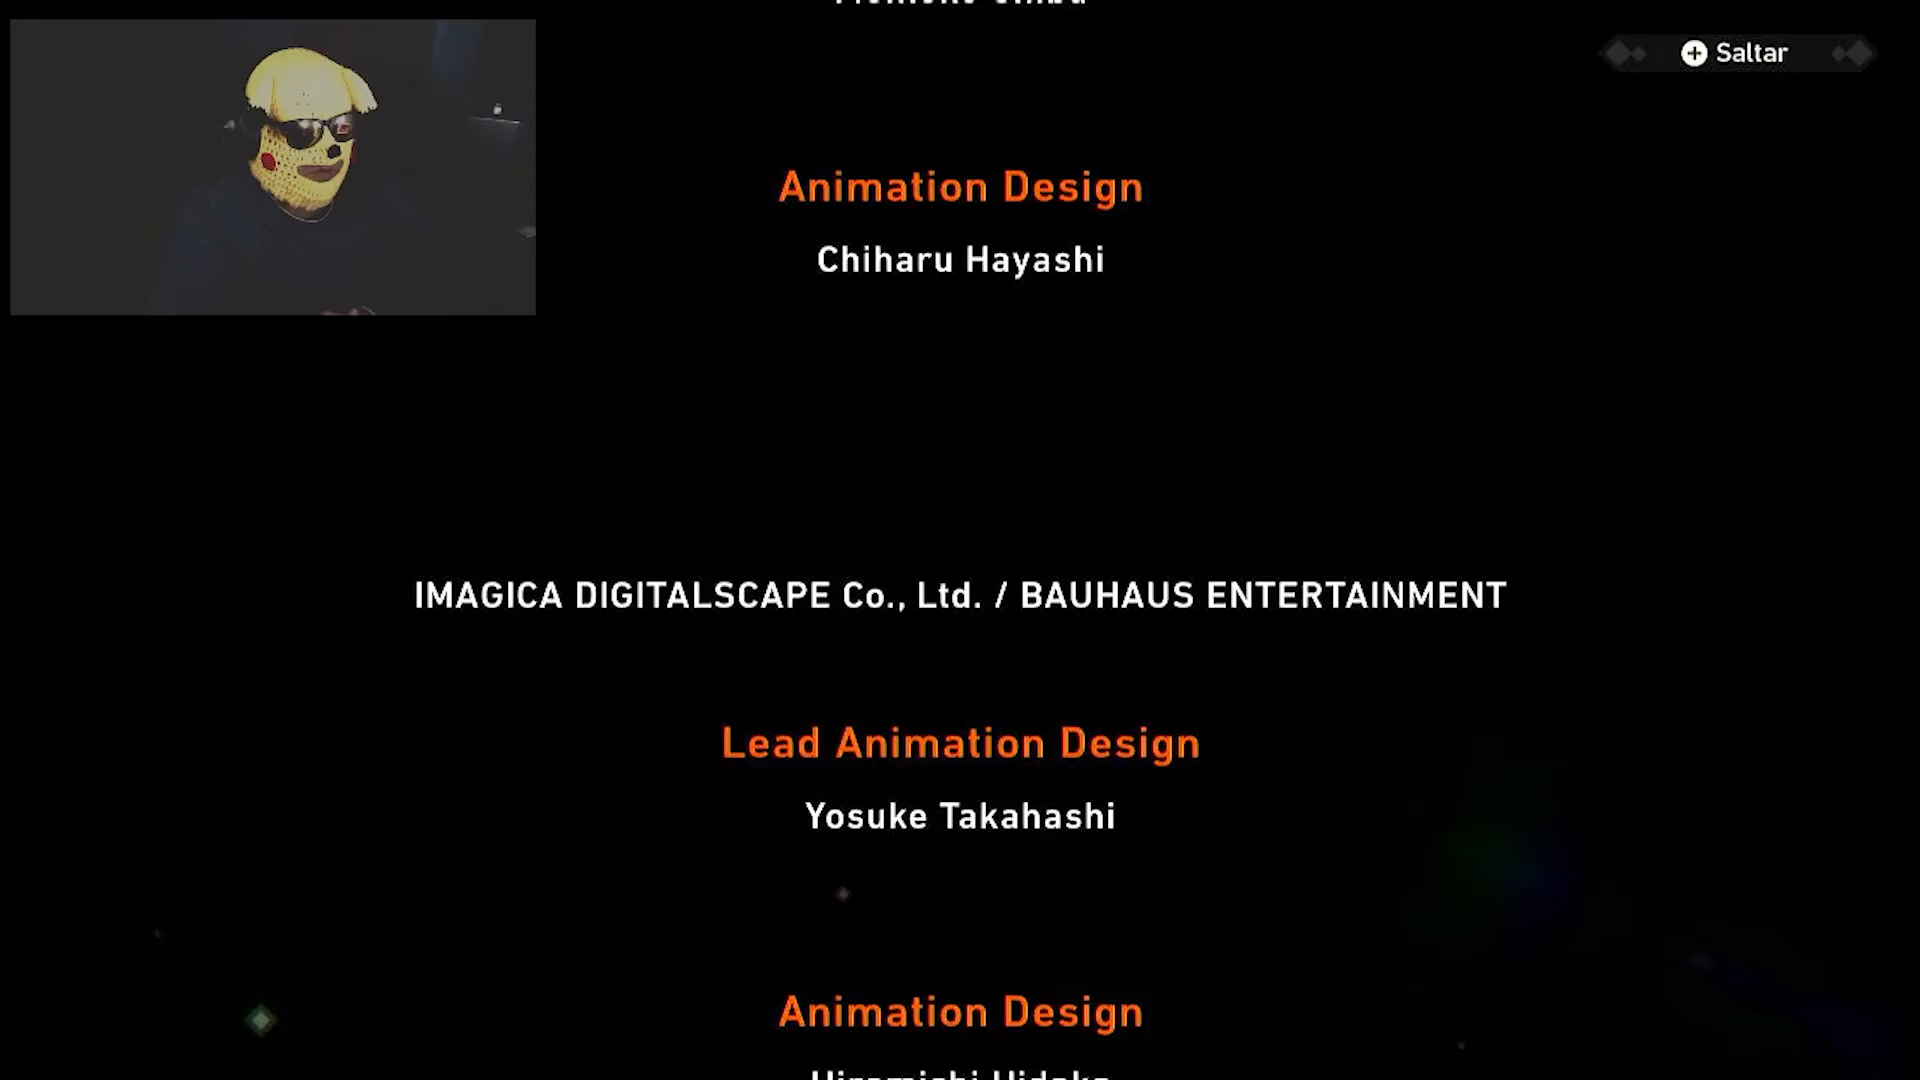 Saltar
Animation Design
Chiharu Hayashi
IMAGICA DIGITALSCAPE Co., Ltd. / BAUHAUS ENTERTAINMENT
Lead Animation Design
Yosuke Takahashi
Animation Design